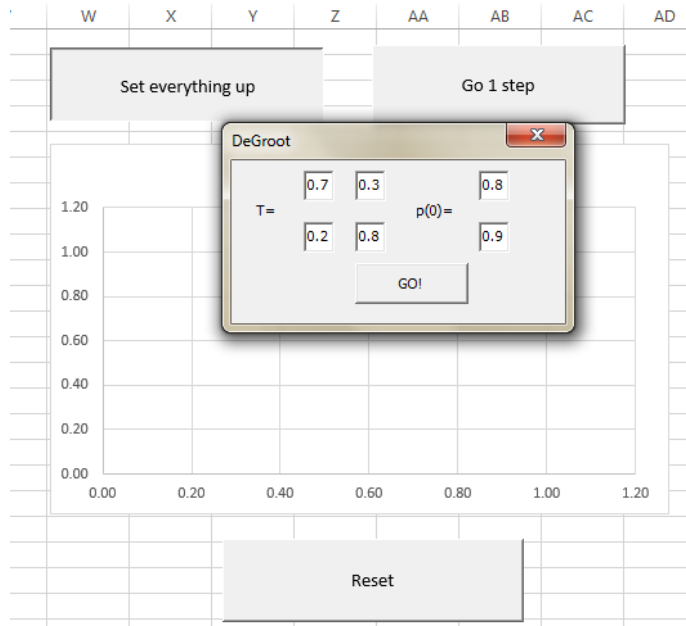 W X Y Z AA AB AC AD
Set everything up
Go 1 step
DeGroot
0.7 0.3 0.8
T= p(0)=
0.2 0.8 0.9
GO!
1.20
1.00
0.80
0.60
0.40
0.20
0.00
0.00 0.20 0.40 0.60 0.80 1.00 1.20
Reset